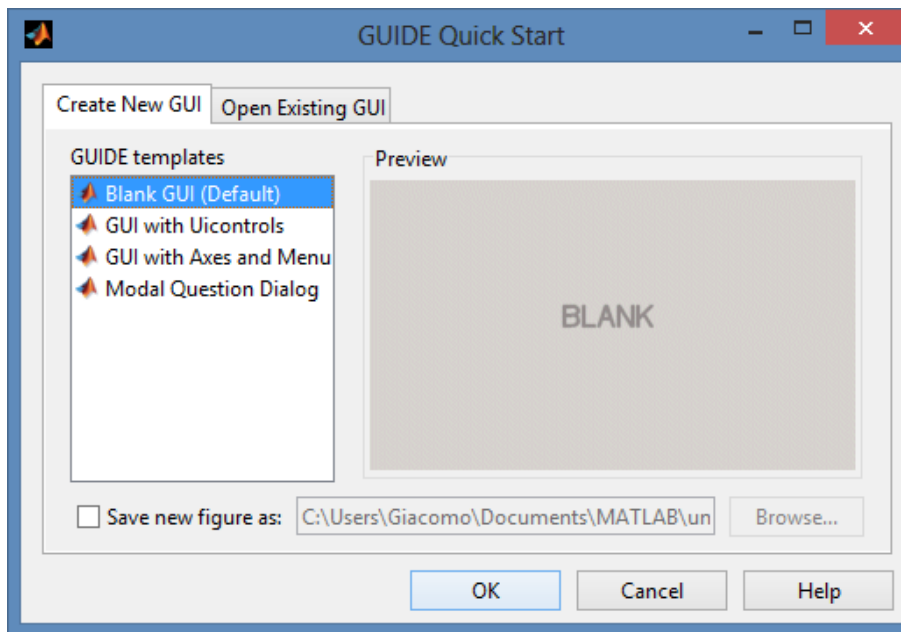 GUIDE Quick Start
Create New GUI
Open Existing GUI
GUIDE templates
Blank GUI (Default)
GUI with Uicontrols
GUI with Axes and Menu
Modal Question Dialog
Preview
BLANK
Save new figure as:
C:\Users\Giacomo\Documents\MATLAB\un
Browse...
OK
Cancel
Help